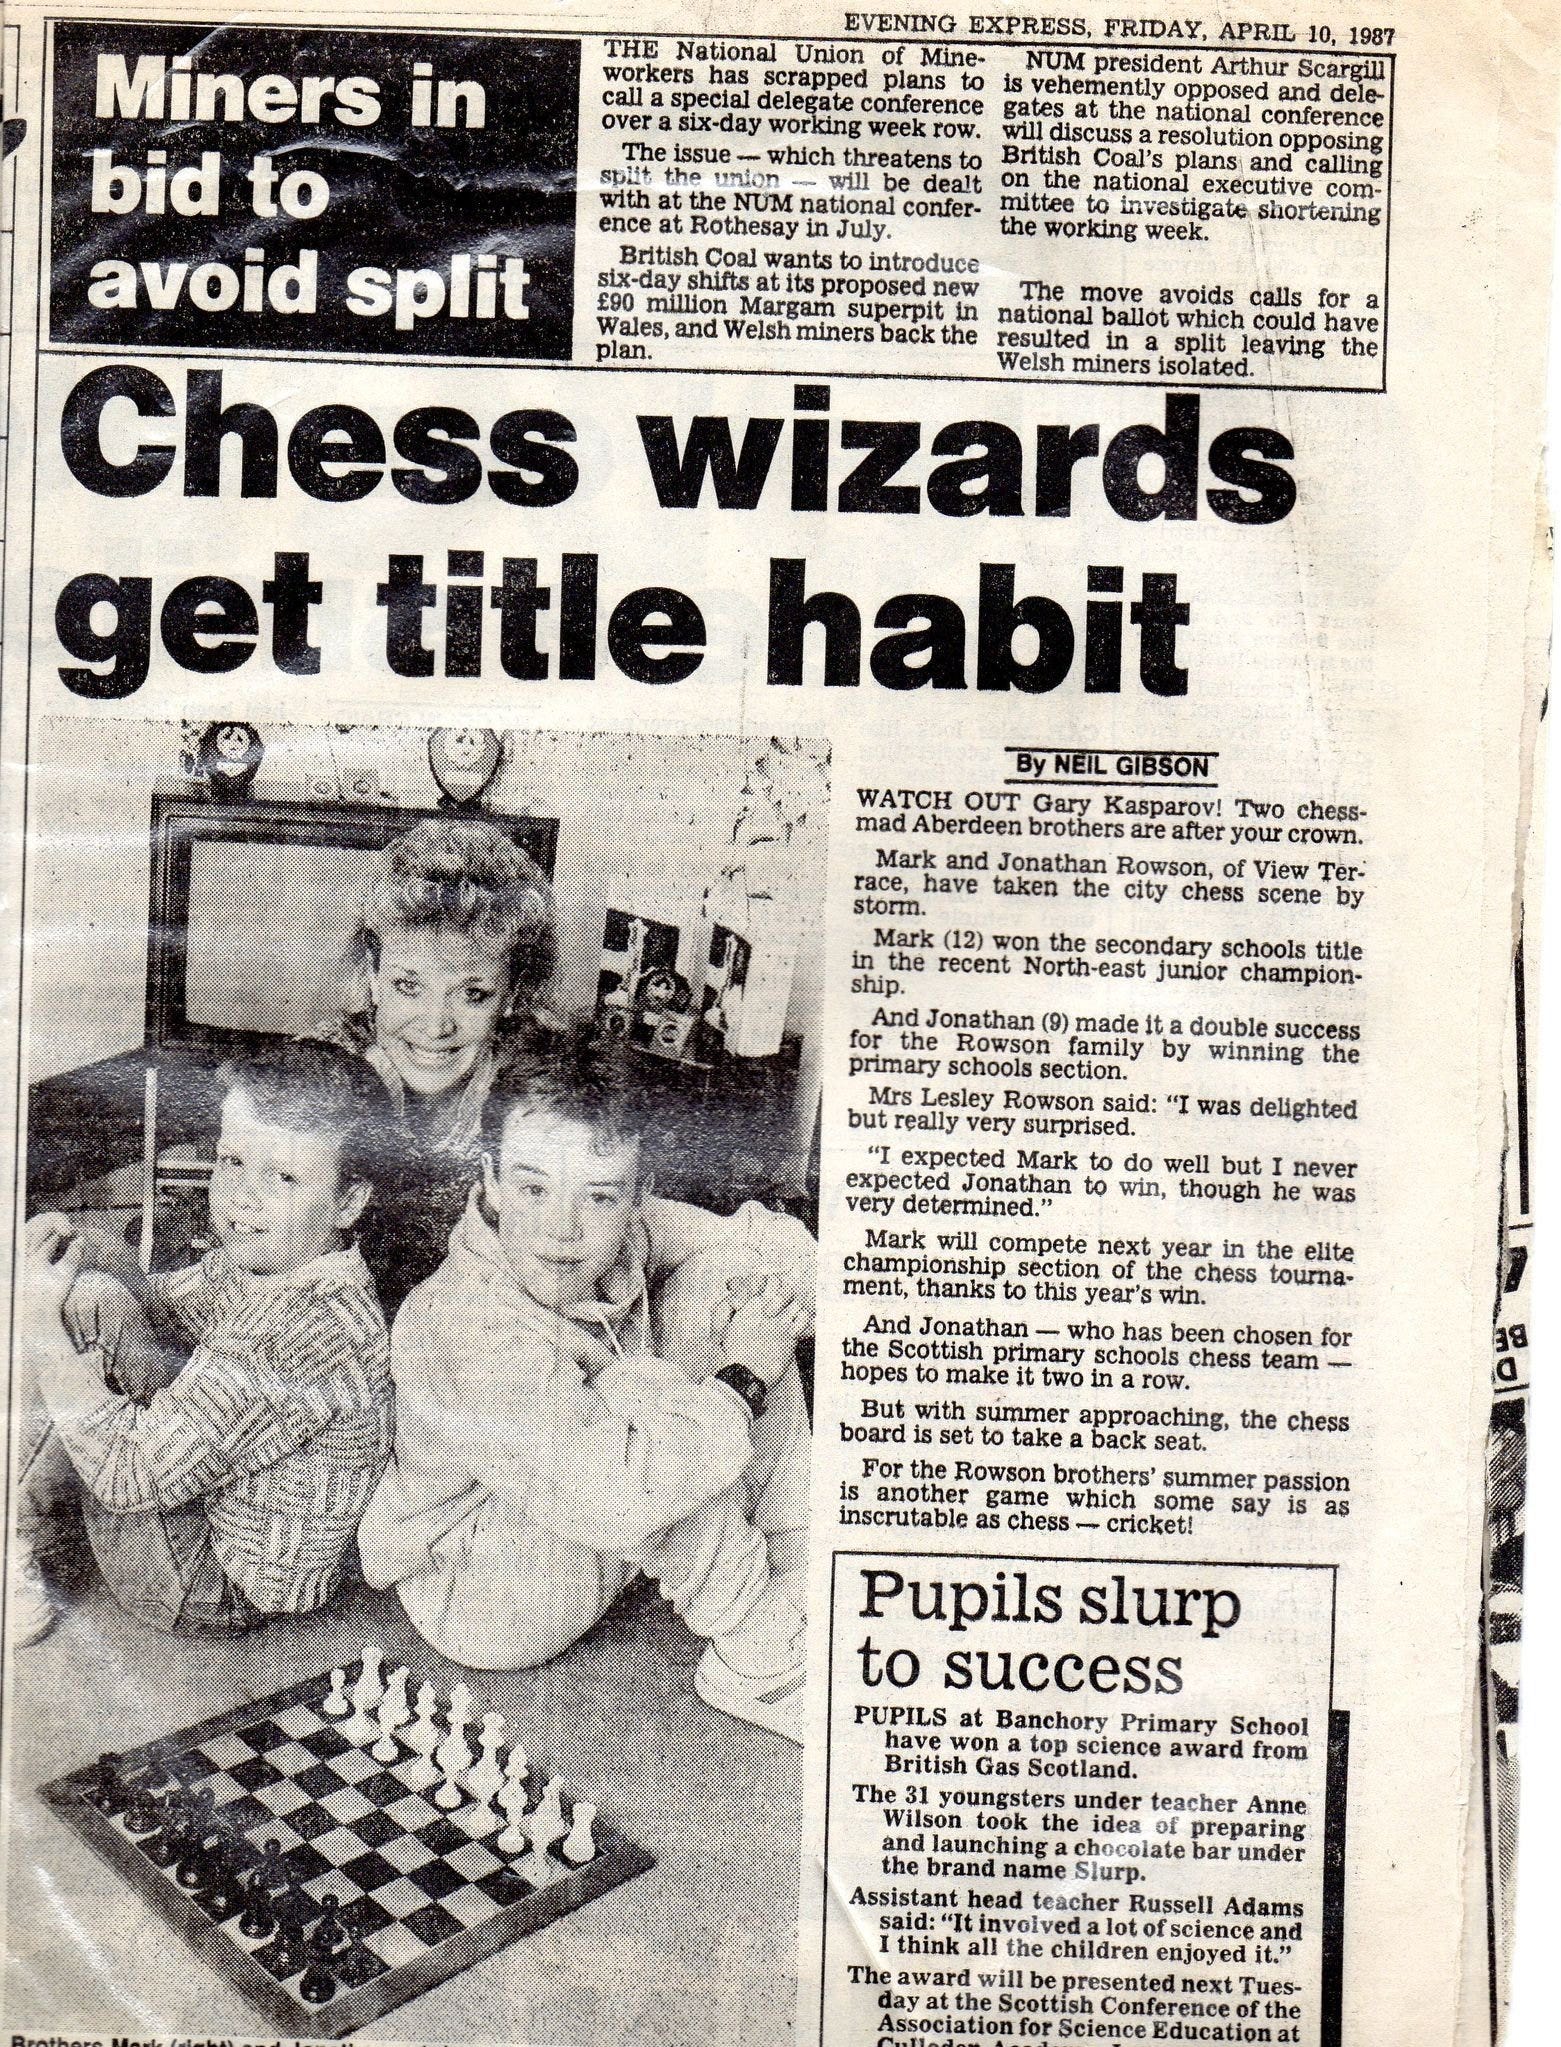 EVENING EXPRESS, FRIDAY, APRIL 10, 1987
Miners in
bid to
avoid split
THE National Union of Mine-
workers has scrapped plans to
call a special delegate conference
over a six-day working week row.
The issue — which threatens to
split the union — will be dealt
with at the NUM national confer-
ence at Rothesay in July.
British Coal wants to introduce
six-day shifts at its proposed new
£90 million Margam superpit in
Wales, and Welsh miners back the
plan.
NUM president Arthur Scargill
is vehemently opposed and dele-
gates at the national conference
will discuss a resolution opposing
British Coal's plans and calling
on the national executive com-
mittee to investigate shortening
the working week.
The move avoids calls for a
national ballot which could have
resulted in a split leaving the
Welsh miners isolated.
Chess wizards
get title habit
By NEIL GIBSON
WATCH OUT Gary Kasparov! Two chess-
mad Aberdeen brothers are after your crown.
Mark and Jonathan Rowson, of View Ter-
race, have taken the city chess scene by
storm.
Mark (12) won the secondary schools title
in the recent North-east junior champion-
ship.
And Jonathan (9) made it a double success
for the Rowson family by winning the
primary schools section.
Mrs Lesley Rowson said: "I was delighted
but really very surprised.
"I expected Mark to do well but I never
expected Jonathan to win, though he was
very determined."
Mark will compete next year in the elite
championship section of the chess tourna-
ment, thanks to this year's win.
And Jonathan — who has been chosen for
the Scottish primary schools chess team —
hopes to make it two in a row.
But with summer approaching, the chess
board is set to take a back seat.
For the Rowson brothers' summer passion
is another game which some say is as
inscrutable as chess — cricket!
Pupils slurp
to success
PUPILS at Banchory Primary School
have won a top science award from
British Gas Scotland.
The 31 youngsters under teacher Anne
Wilson took the idea of preparing
and launching a chocolate bar under
the brand name Slurp.
Assistant head teacher Russell Adams
said: "It involved a lot of science and
I think all the children enjoyed it."
The award will be presented next Tues-
day at the Scottish Conference of the
Association for Science Education at
Brothers Mark (right) and